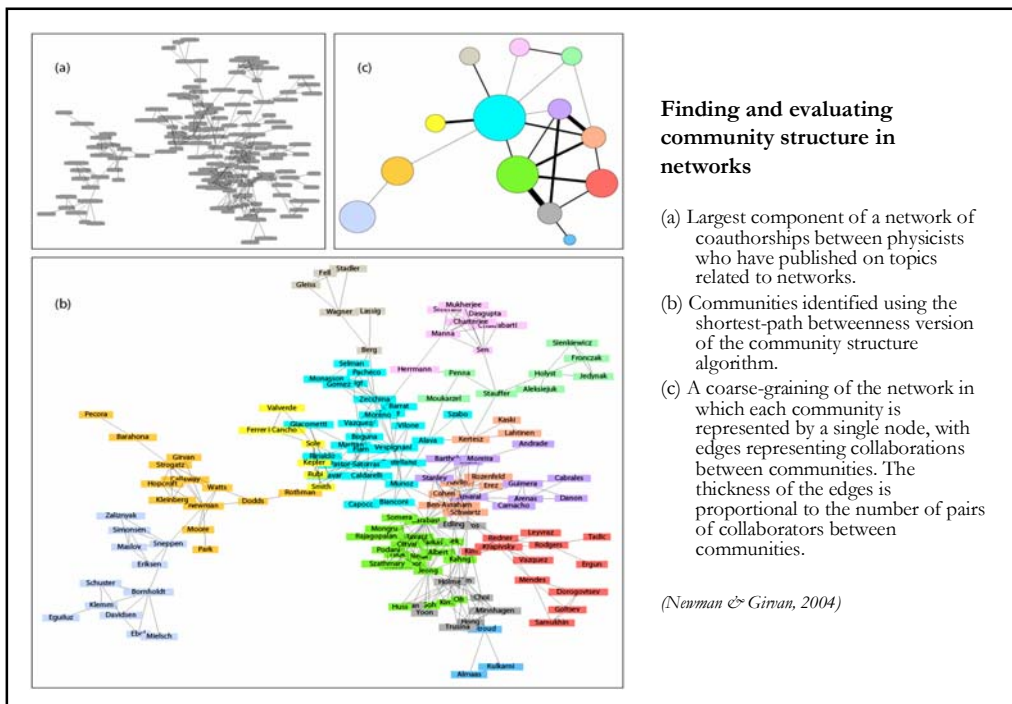 (a)
(c)
Finding and evaluating
community structure in
networks
(a) Largest component of a network of
coauthorships between physicists
who have published on topics
related to networks.
(b) Communities identified using the
shortest-path betweenness version
of the community structure
algorithm.
(c) A coarse-graining of the network in
which each community is
represented by a single node, with
edges representing collaborations
between communities. The
thickness of the edges is
proportional to the number of pairs
of collaborators between
communities.
(Newman & Girvan, 2004)
(b)
Fell
Stadler
Gleiss
Wagner
Lassig
Berg
Mukherjee
Dasgupta
Chatterjee
Manna
Sen
Herrmann
Sienkiewicz
Fronczak
Holyst
Jedynak
Aleksiejuk
Penna
Stauffer
Moukarzel
Selman
Pacheco
Monasson
Gomez
Zecchina
Barrat
Moreno
Vazquez
Vilone
Szabo
Alava
Kertesz
Kaski
Lahtinen
Andrade
Moreira
Stanley
Valverde
Ferrer i Cancho
Giacometti
Sole
Boguna
Vespignani
Rinaldo
Kepler
Rubi
Smith
Caldarelli
Munoz
Capocci
Bianconi
Pecora
Barahona
Girvan
Strogatz
Hopcroft
Watts
Kleinberg
Newman
Dodds
Rothman
Moore
Park
Zaliznyak
Simonsen
Maslov
Sneppen
Eriksen
Schuster
Bornholdt
Klemm
Davidsen
Eguiluz
Mielsch
Rozenfeld
Erez
Cohen
Ben-Avraham
Schwartz
Guimera
Cabrales
Arenas
Danon
Camacho
Somera
Mongru
Rajagopalan
Podani
Szathmary
Albert
Jeong
Kahng
Edling
Holme
Choi
Minnhagen
Yoon
Hong
Trusina
Redner
Krapivsky
Leyvraz
Rodgers
Vazquez
Tadic
Ergun
Mendes
Dorogovtsev
Goltsev
Samukhin
Almaas
Kulkarni